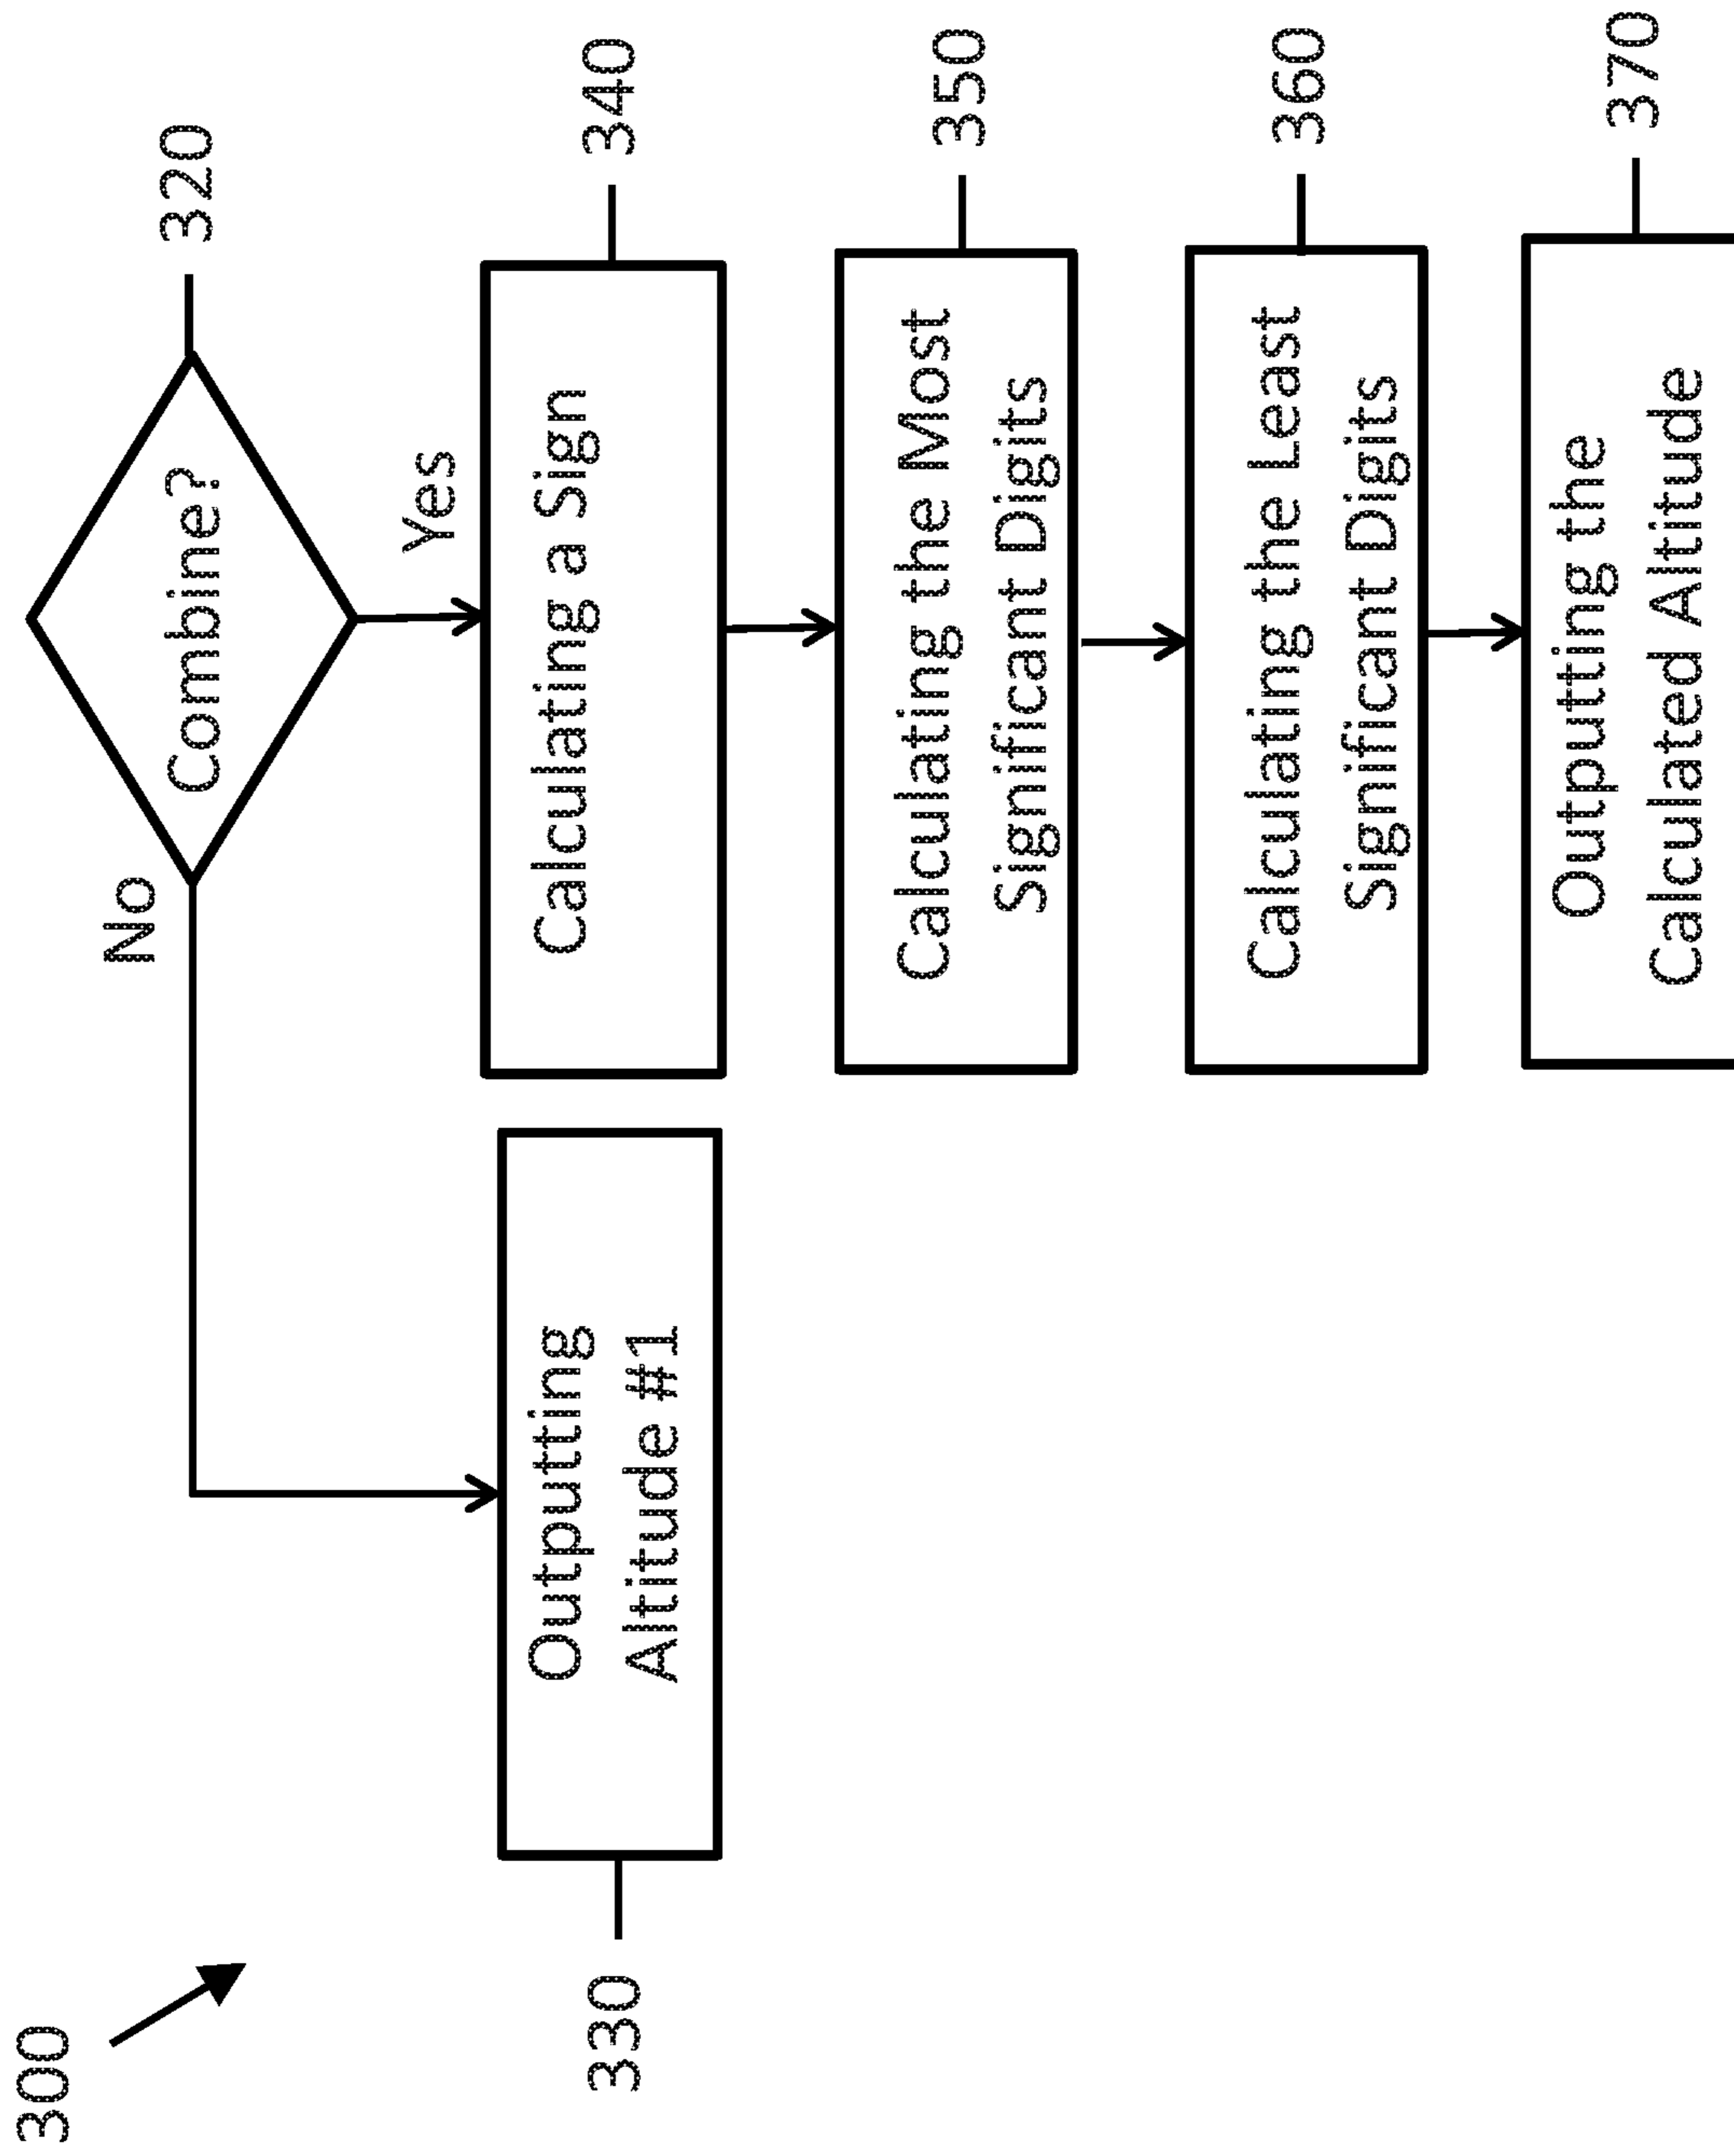 300
Combine?
320
No
Yes
Outputting
Altitude #1
330
Calculating a Sign
340
Calculating the Most
Significant Digits
350
Calculating the Least
Significant Digits
360
Outputting the
Calculated Altitude
370